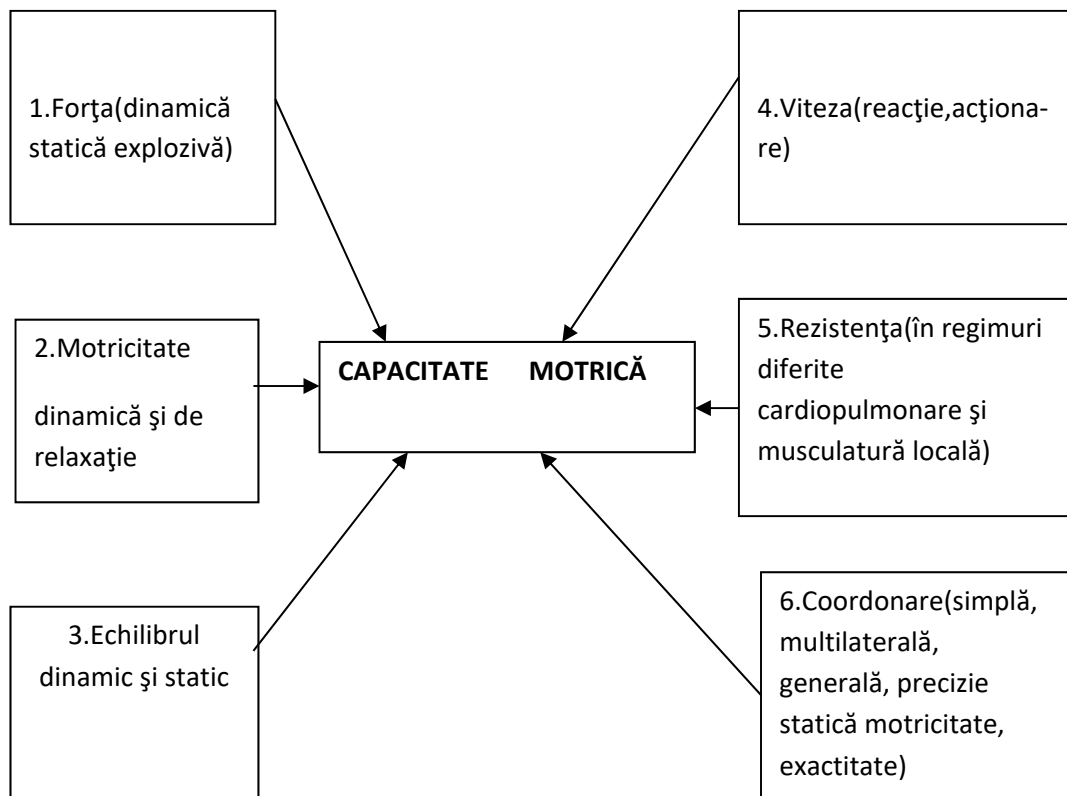 1.Forţa(dinamică
statică explozivă)
2.Motricitate
dinamică şi de
relaxaţie
3.Echilibrul
dinamic şi static
CAPACITATE MOTRICĂ
4.Viteza(reacţie,acţiona-
re)
5.Rezistenţa(în regimuri
diferite
cardiopulmonare şi
musculatură locală)
6.Coordonare(simplă,
multilaterală,
generală, precizie
statică motricitate,
exactitate)